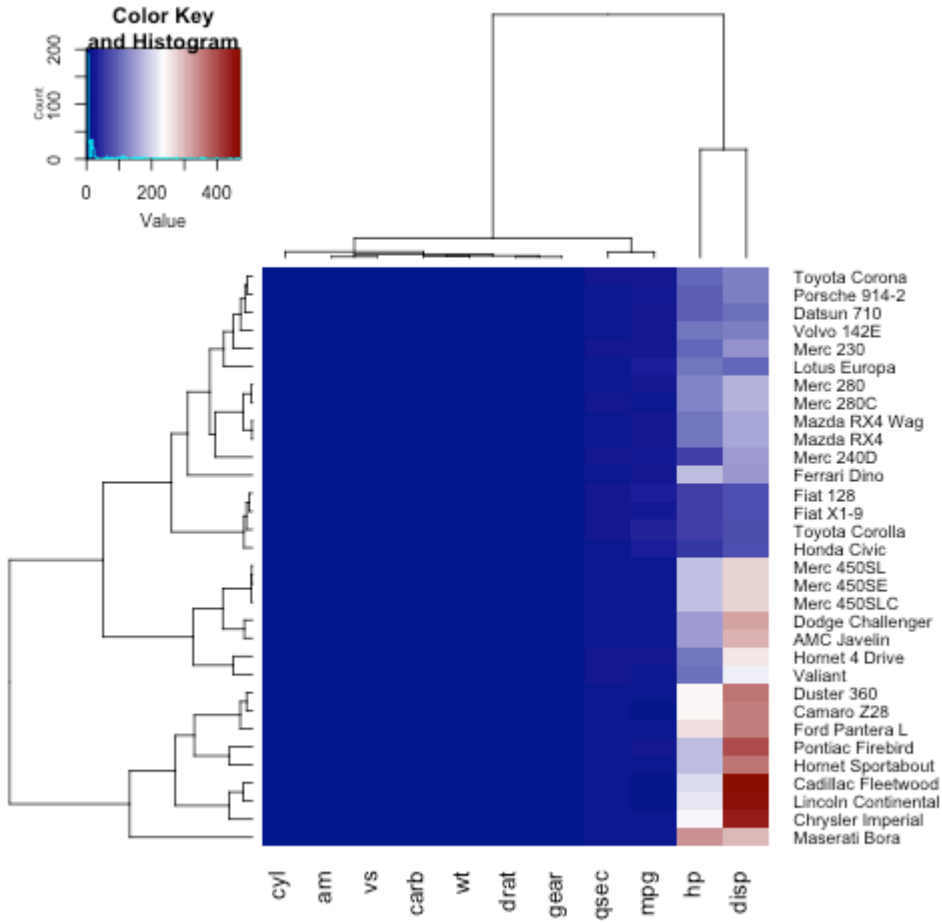 Color Key
and Histogram
Count
0
100
200
0
200
400
Value
Toyota Corona
Porsche 914-2
Datsun 710
Volvo 142E
Merc 230
Lotus Europa
Merc 280
Merc 280C
Mazda RX4 Wag
Mazda RX4
Merc 240D
Ferrari Dino
Fiat 128
Fiat X1-9
Toyota Corolla
Honda Civic
Merc 450SL
Merc 450SE
Merc 450SLC
Dodge Challenger
AMC Javelin
Hornet 4 Drive
Valiant
Duster 360
Camaro Z28
Ford Pantera L
Pontiac Firebird
Hornet Sportabout
Cadillac Fleetwood
Lincoln Continental
Chrysler Imperial
Maserati Bora
cyl
am
vs
carb
wt
drat
gear
qsec
mpg
hp
disp